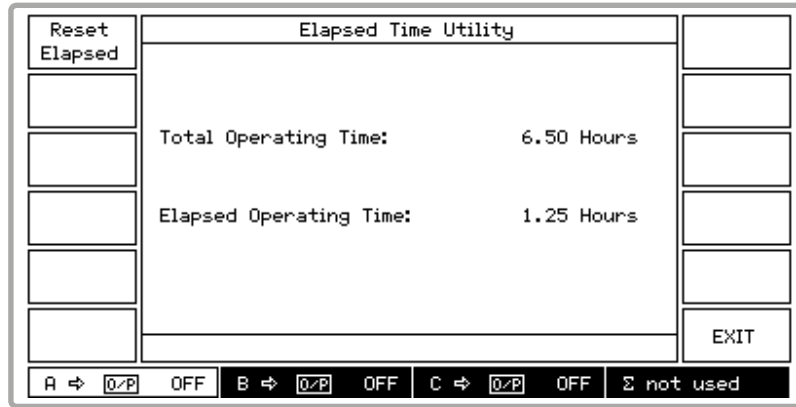 Reset
Elapsed
Elapsed Time Utility
Total Operating Time: 6.50 Hours
Elapsed Operating Time: 1.25 Hours
EXIT
A ⇨ O/P OFF B ⇨ O/P OFF C ⇨ O/P OFF Σ not used